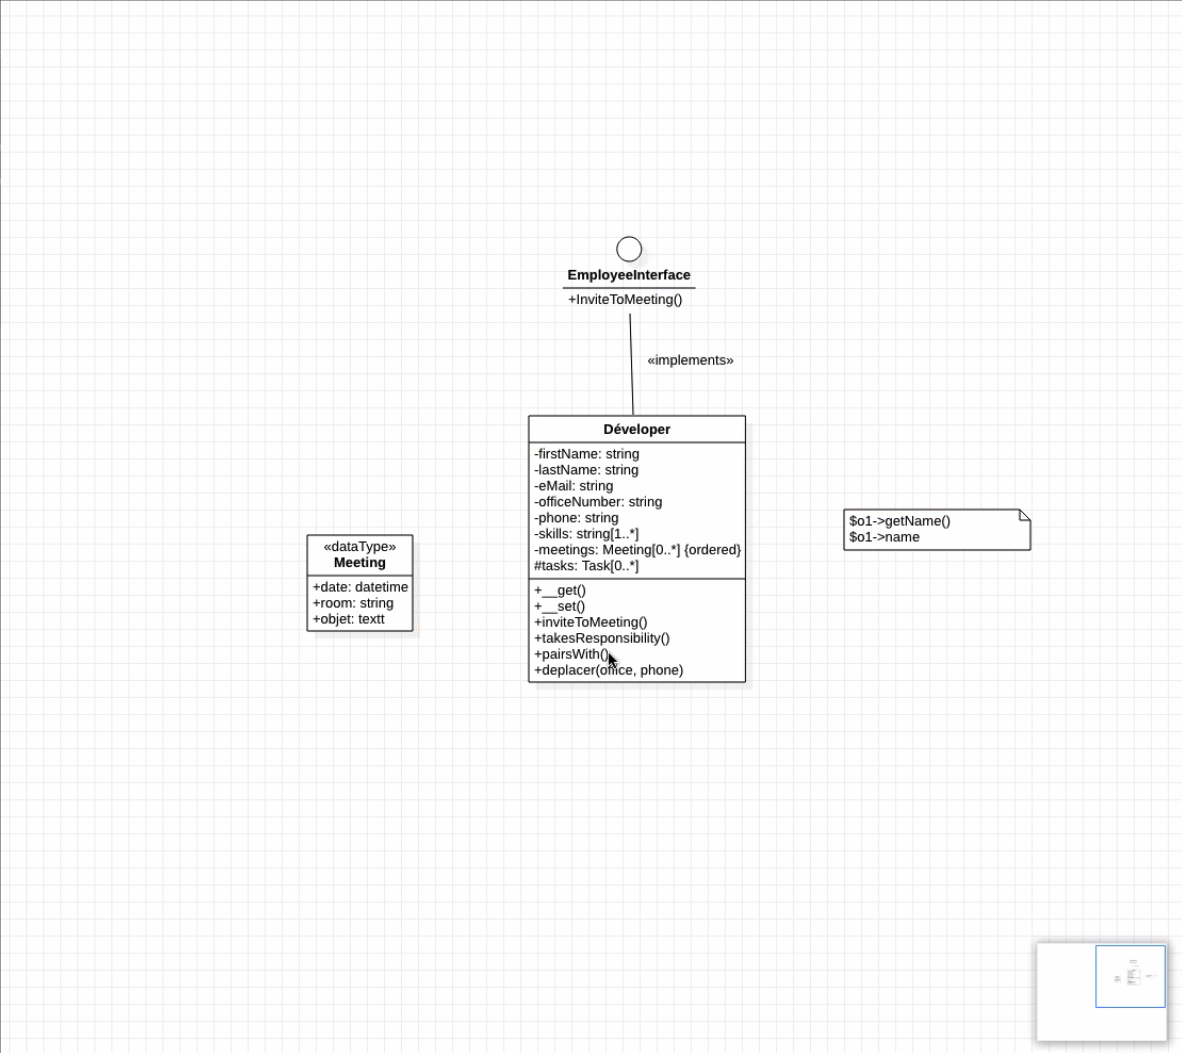 EmployeeInterface
+InviteToMeeting()
«implements»
Déveloper
-firstName: string
-lastName: string
-eMail: string
-officeNumber: string
-phone: string
-skills: string[1..*]
-meetings: Meeting[0..*] {ordered}
#tasks: Task[0..*]
+__get()
+__set()
+inviteToMeeting()
+takesResponsibility()
+pairsWith()
+deplacer(office, phone)
«dataType»
Meeting
+date: datetime
+room: string
+objet: textt
$o1->getName()
$o1->name